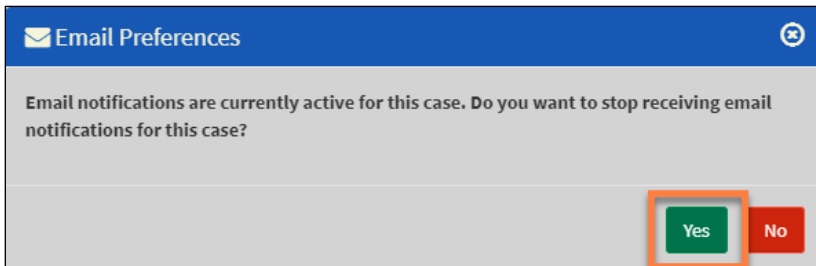 Email Preferences
Email notifications are currently active for this case. Do you want to stop receiving email
notifications for this case?
Yes
No